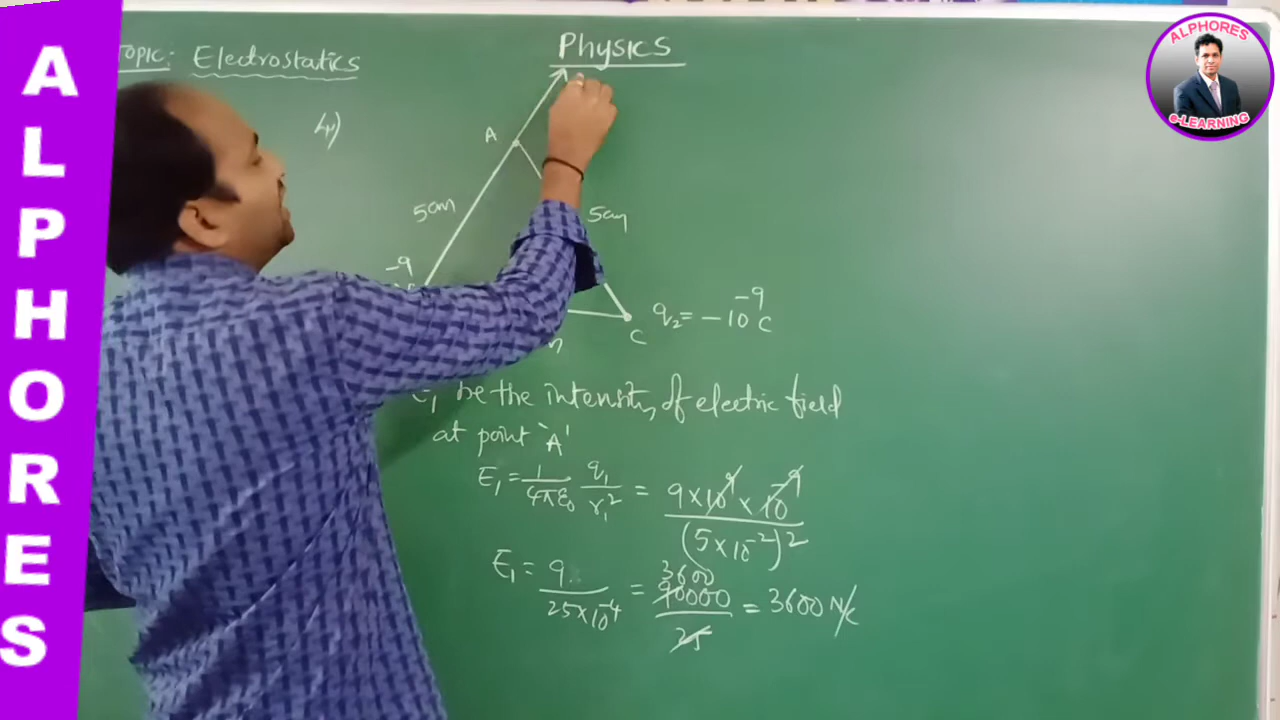 ALPHORES
TOPIC: Electrostatics
Physics
ALPHORES
e-LEARNING
4)
A
5cm
5cm
-9
q₂ = -10⁻⁹ C
C
E₁ be the intensity of electric field
at point 'A'
E₁ = 1/4πε₀ q₁/r₁² = 9×10⁹×10⁻⁹/(5×10⁻²)²
E₁ = 9/25×10⁻⁴ = 90000/25 = 3600 N/C
3600